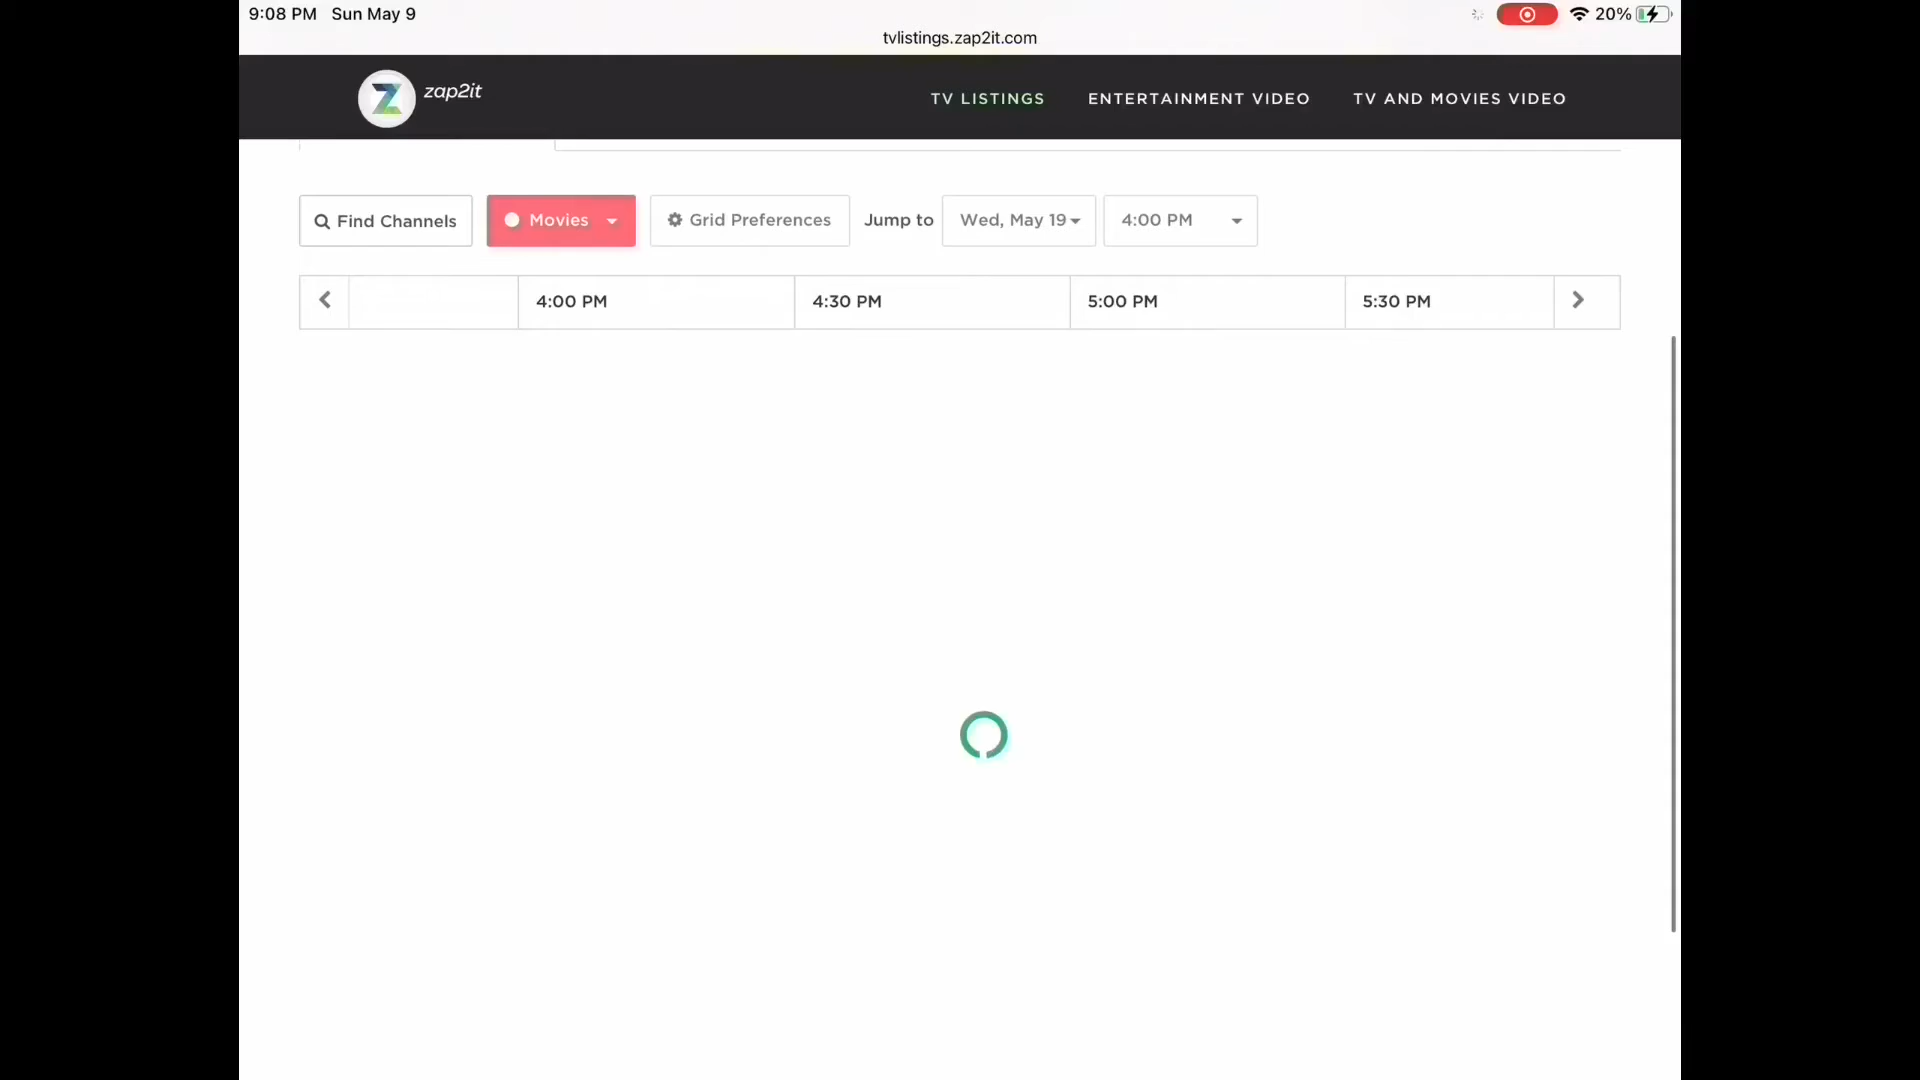 9:08 PM Sun May 9
20%
tvlistings.zap2it.com
zap2it
TV LISTINGS ENTERTAINMENT VIDEO TV AND MOVIES VIDEO
Find Channels Movies Grid Preferences Jump to Wed, May 19 4:00 PM
4:00 PM 4:30 PM 5:00 PM 5:30 PM